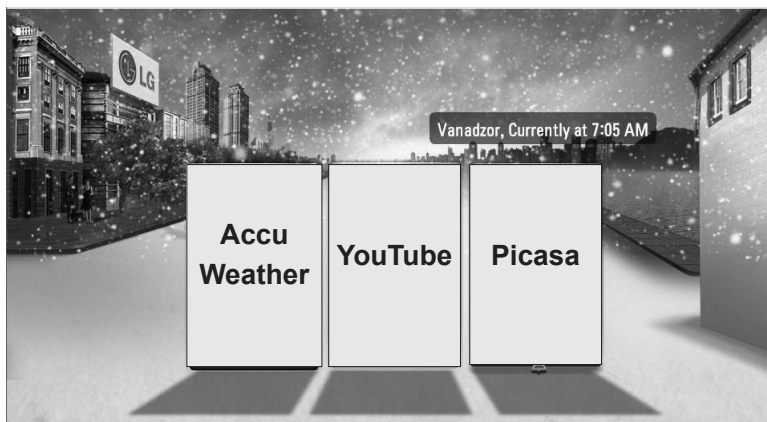 LG
Vanadzor, Currently at 7:05 AM
Accu
Weather
YouTube
Picasa